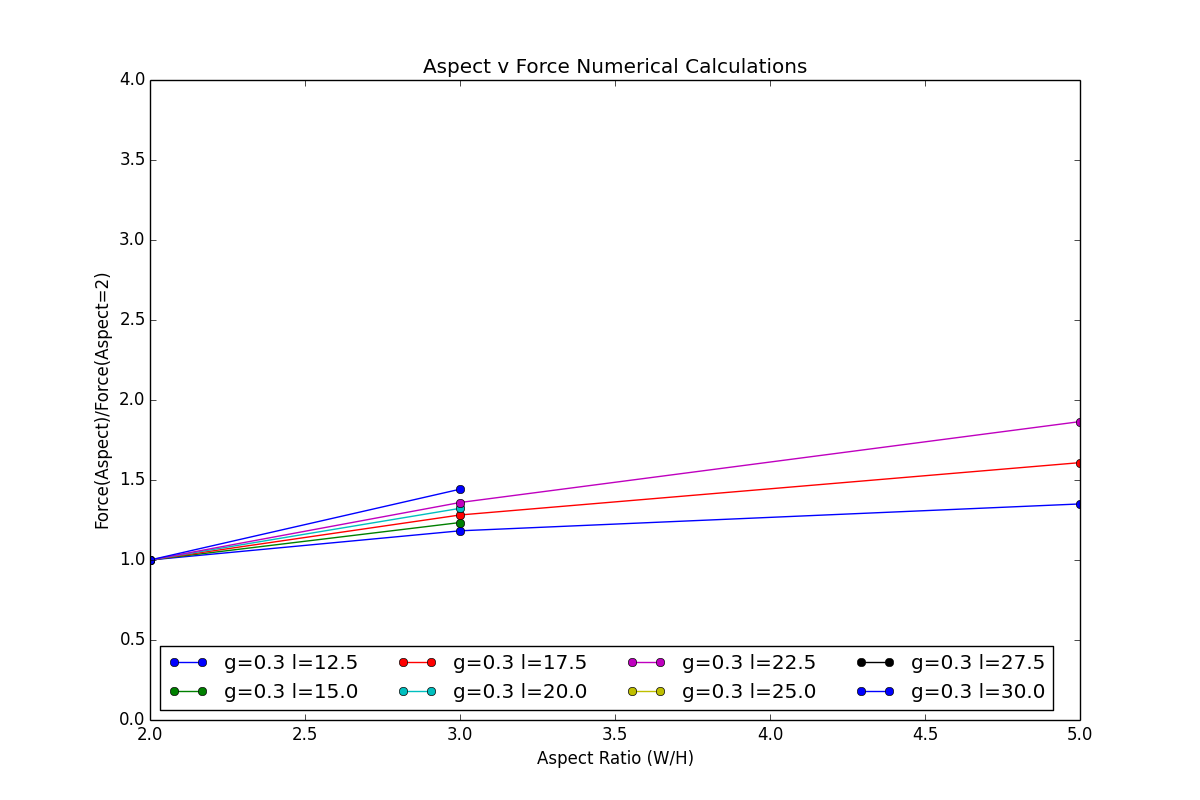 Aspect v Force Numerical Calculations
4.0
3.5
3.0
2.5
2.0
1.5
1.0
0.5
0.0
Force(Aspect)/Force(Aspect=2)
g=0.3 l=12.5 g=0.3 l=17.5 g=0.3 l=22.5 g=0.3 l=27.5
g=0.3 l=15.0 g=0.3 l=20.0 g=0.3 l=25.0 g=0.3 l=30.0
2.0 2.5 3.0 3.5 4.0 4.5 5.0
Aspect Ratio (W/H)